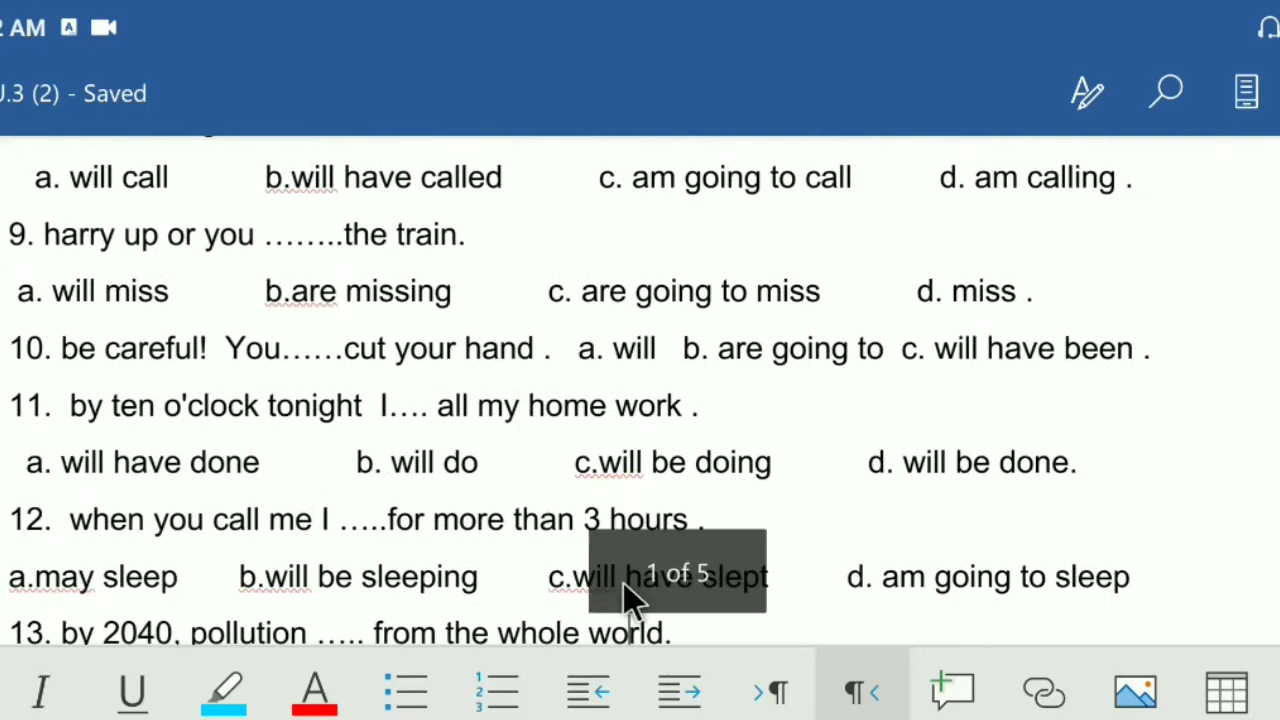 2 AM
J.3 (2) - Saved
a. will call b.will have called c. am going to call d. am calling .
9. harry up or you ........the train.
a. will miss b.are missing c. are going to miss d. miss .
10. be careful! You......cut your hand . a. will b. are going to c. will have been .
11. by ten o'clock tonight I.... all my home work .
a. will have done b. will do c.will be doing d. will be done.
12. when you call me I .....for more than 3 hours .
a.may sleep b.will be sleeping c.will have slept d. am going to sleep
1 of 5
13. by 2040, pollution ..... from the whole world.